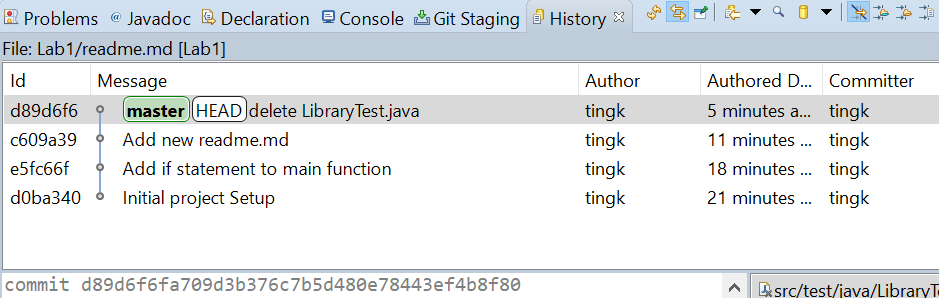 Problems @ Javadoc Declaration Console Git Staging History
File: Lab1/readme.md [Lab1]
Id Message Author Authored D... Committer
d89d6f6 master HEAD delete LibraryTest.java tingk 5 minutes a... tingk
c609a39 Add new readme.md tingk 11 minutes ... tingk
e5fc66f Add if statement to main function tingk 18 minutes ... tingk
d0ba340 Initial project Setup tingk 21 minutes ... tingk
commit d89d6f6fa709d3b376c7b5d480e78443ef4b8f80
src/test/java/LibraryTe